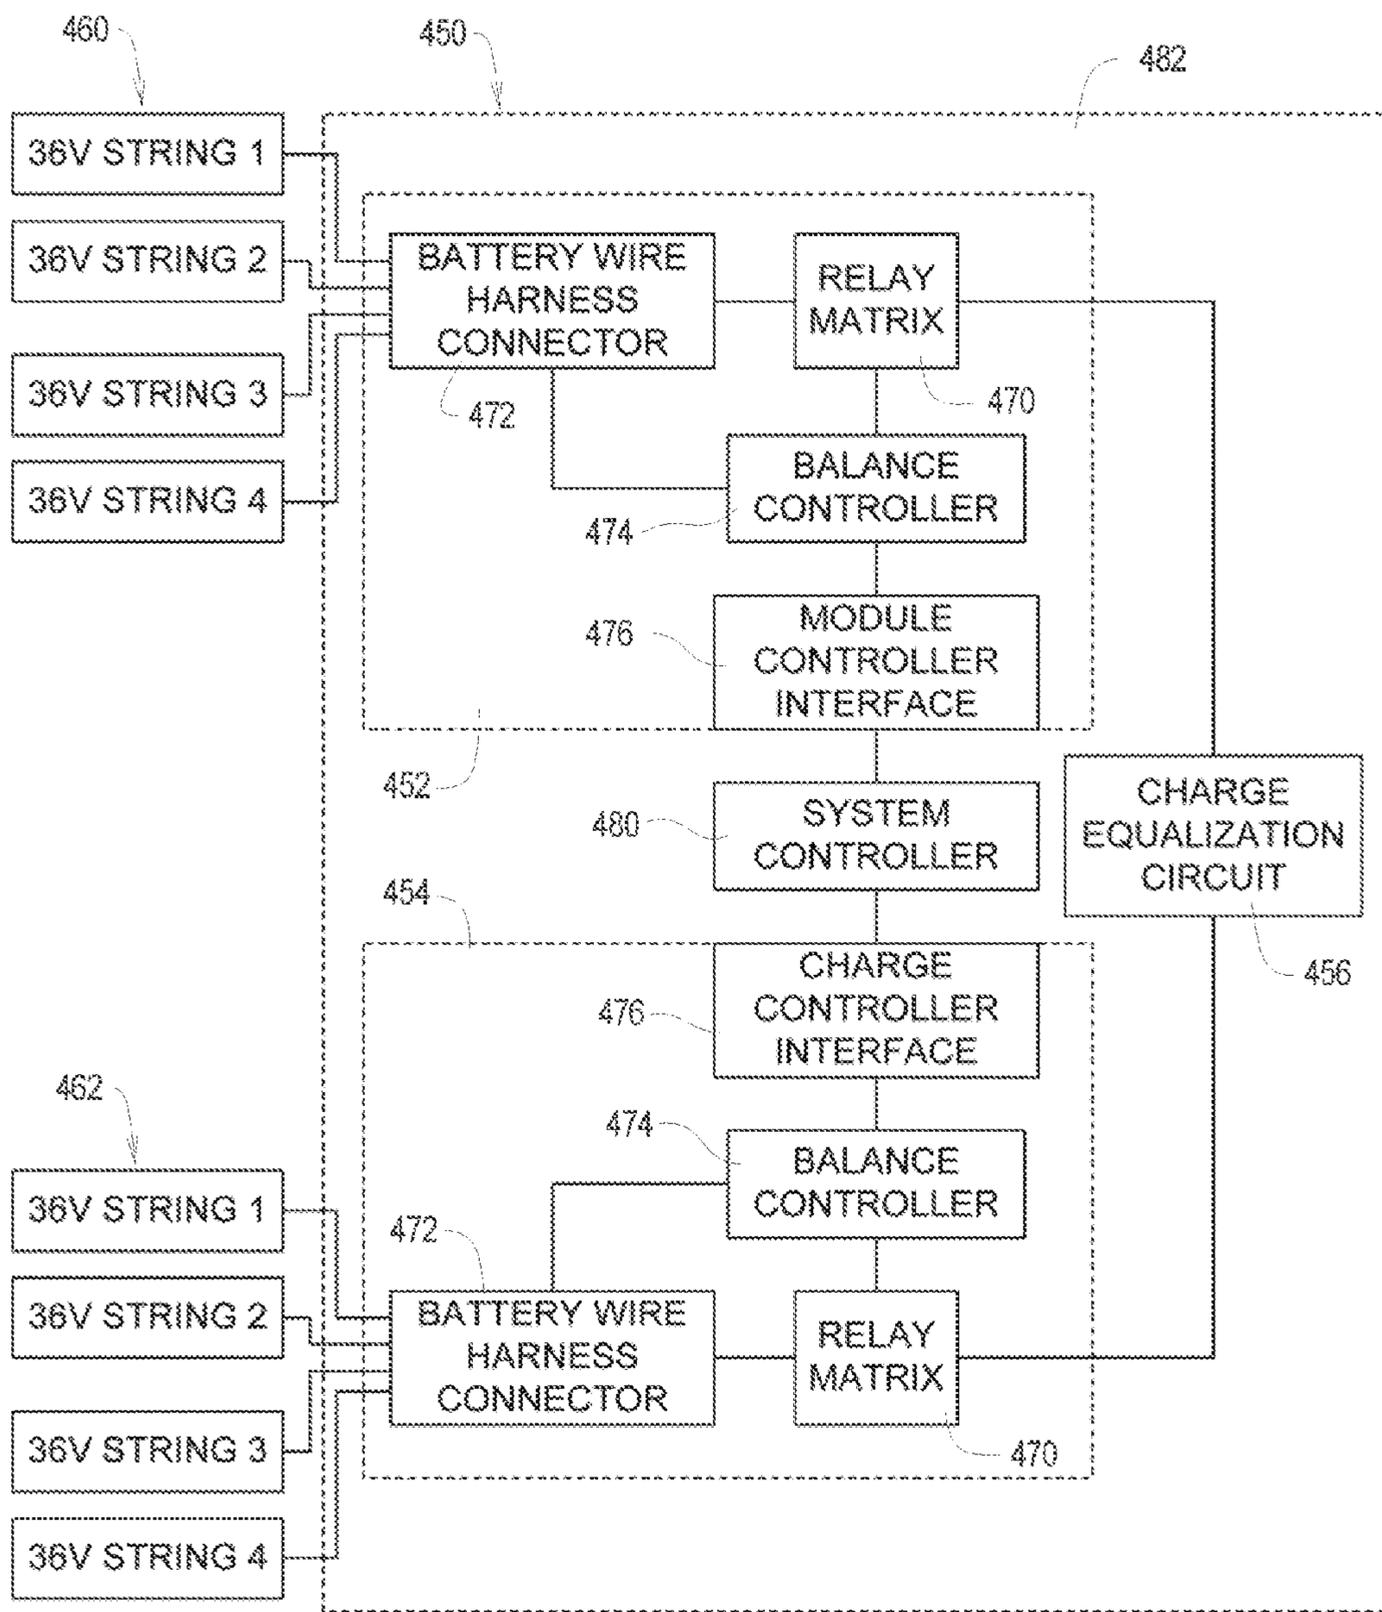 460
450
482
36V STRING 1
36V STRING 2
36V STRING 3
36V STRING 4
BATTERY WIRE
HARNESS
CONNECTOR
472
RELAY
MATRIX
470
BALANCE
CONTROLLER
474
MODULE
CONTROLLER
INTERFACE
476
452
SYSTEM
CONTROLLER
480
CHARGE
EQUALIZATION
CIRCUIT
456
454
CHARGE
CONTROLLER
INTERFACE
476
462
BALANCE
CONTROLLER
474
36V STRING 1
36V STRING 2
36V STRING 3
36V STRING 4
472
BATTERY WIRE
HARNESS
CONNECTOR
RELAY
MATRIX
470